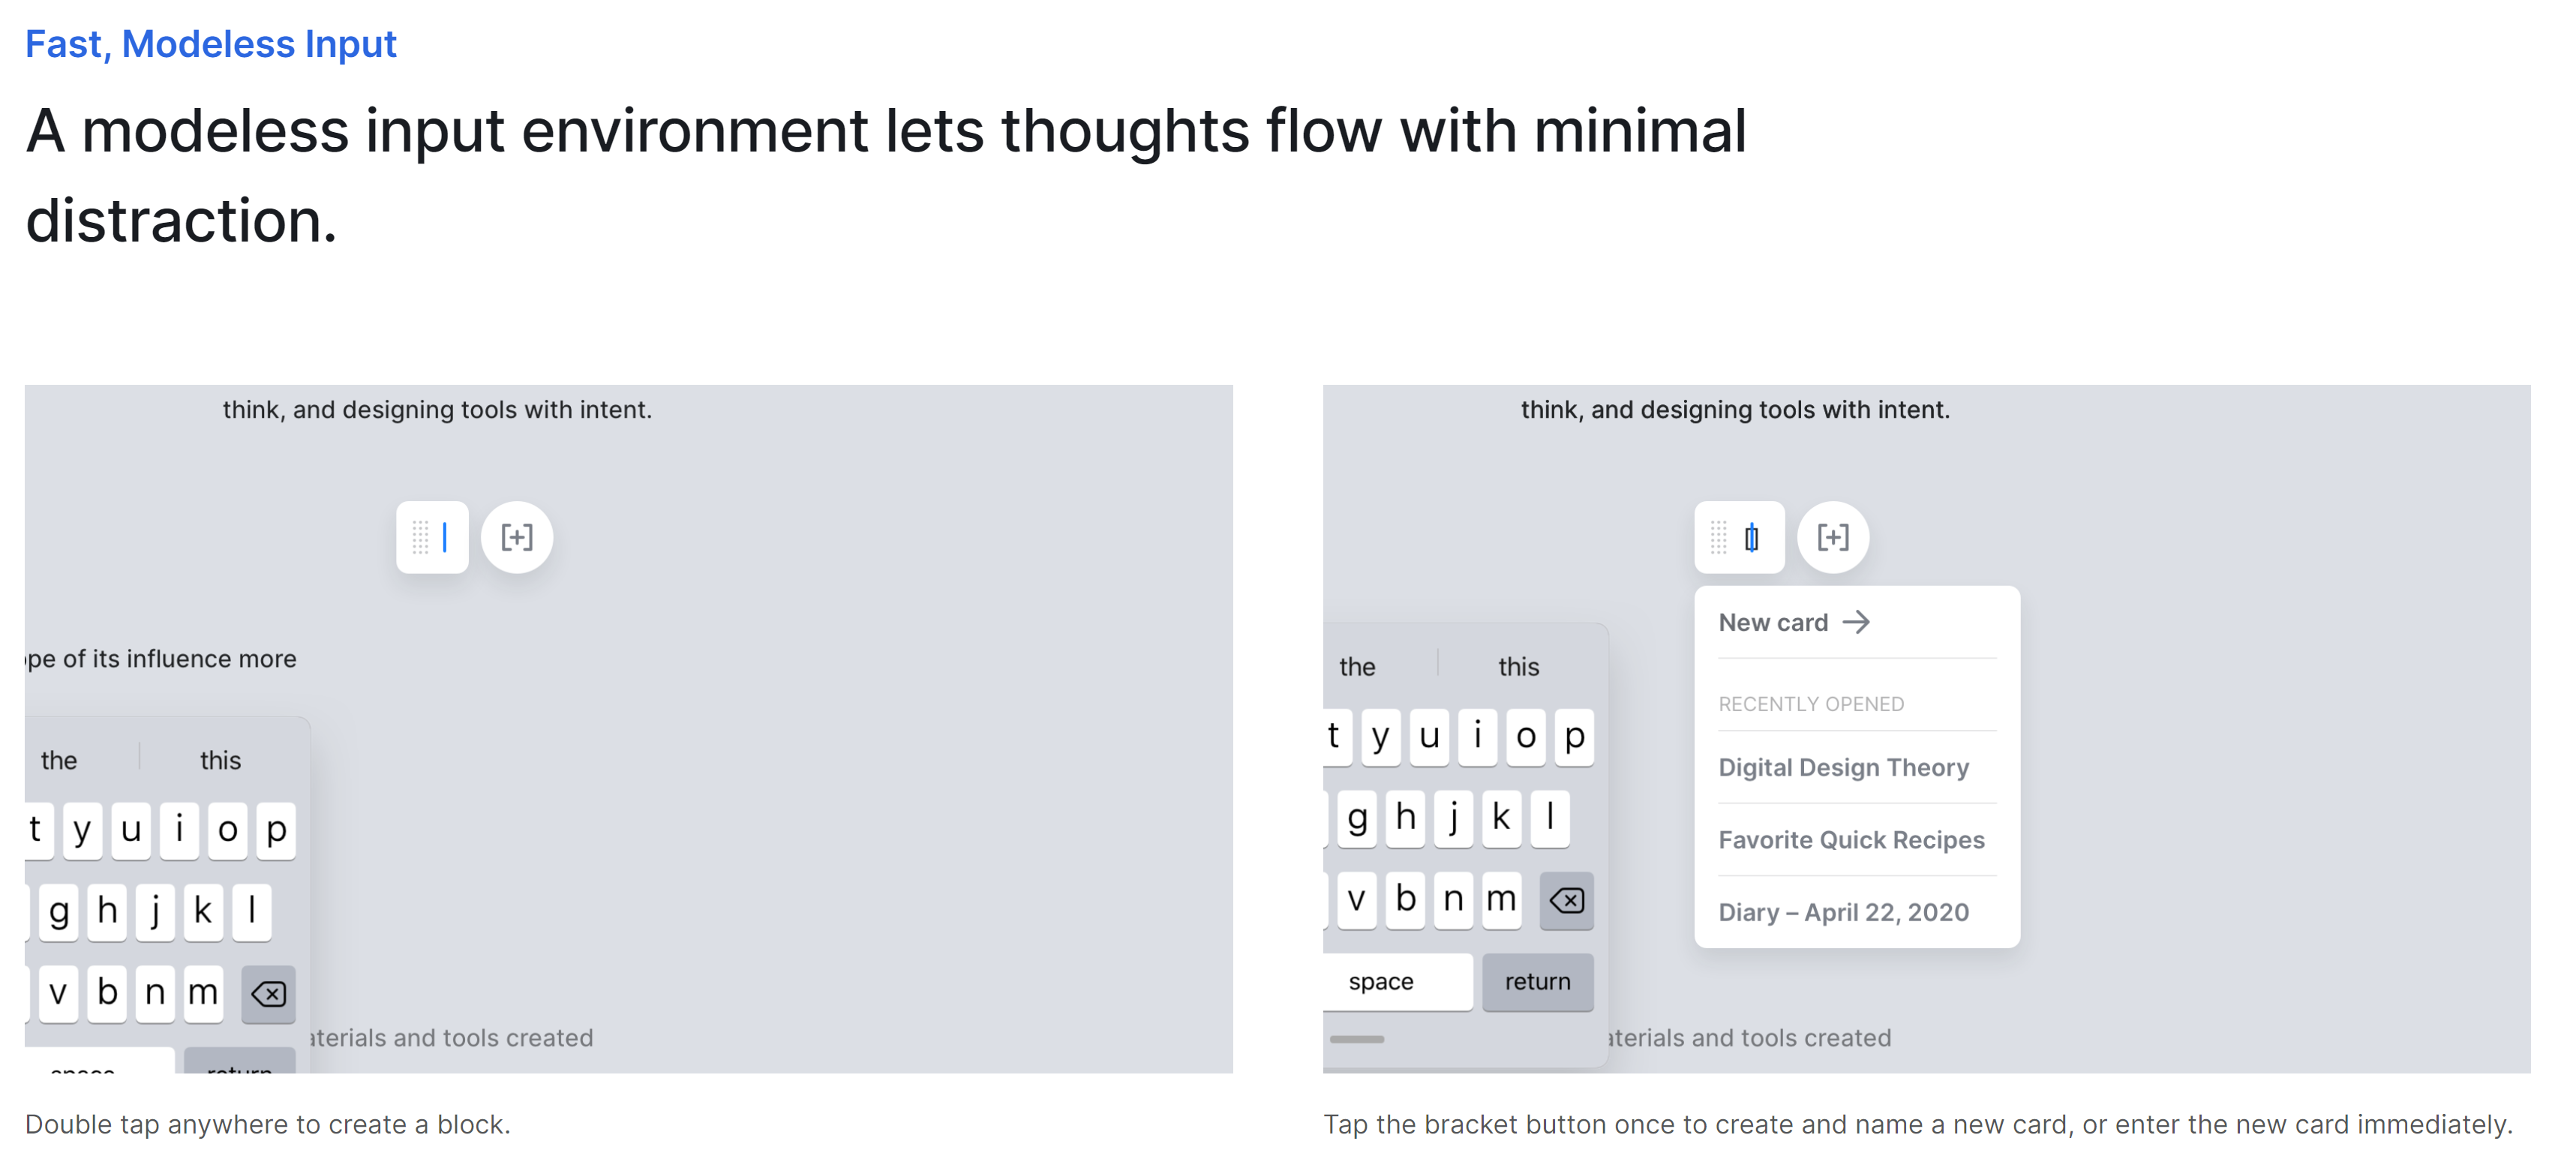 Fast, Modeless Input
A modeless input environment lets thoughts flow with minimal
distraction.
think, and designing tools with intent.
[+]
ope of its influence more
the this
t y u i o p
g h j k l
v b n m
space return
aterials and tools created
Double tap anywhere to create a block.
think, and designing tools with intent.
[] [+]
New card →
RECENTLY OPENED
Digital Design Theory
Favorite Quick Recipes
Diary – April 22, 2020
the this
t y u i o p
g h j k l
v b n m
space return
aterials and tools created
Tap the bracket button once to create and name a new card, or enter the new card immediately.